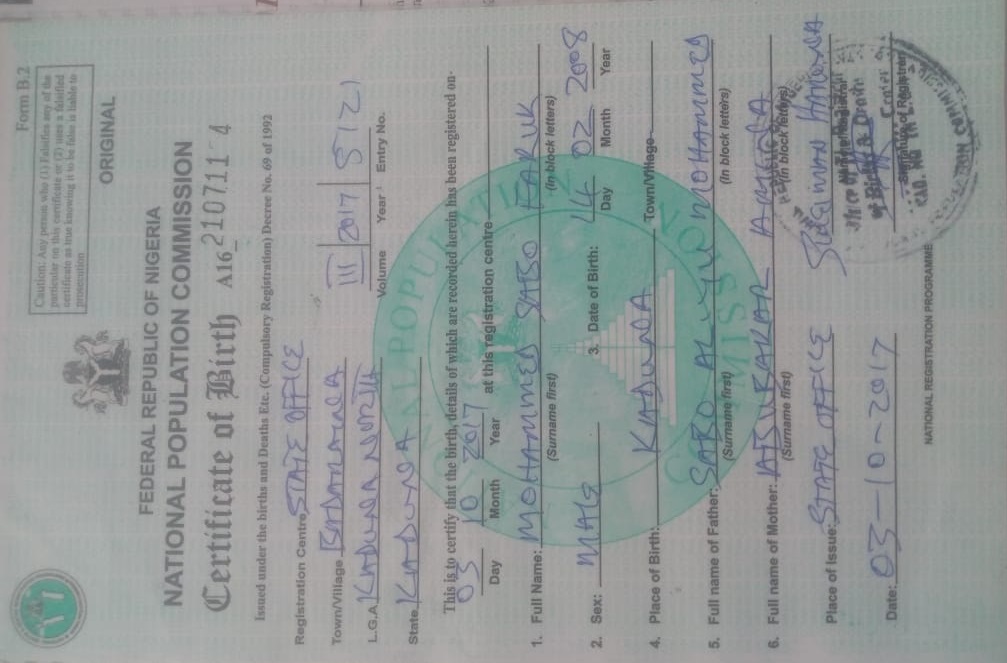 Form B.2
Caution: Any person who (1) Falsifies any of the
particular on this certificate or (2) uses a falsified
certificate as true knowing it to be false is liable to
prosecution
ORIGINAL
FEDERAL REPUBLIC OF NIGERIA
NATIONAL POPULATION COMMISSION
Certificate of Birth A16 210711 4
Issued under the births and Deaths Etc. (Compulsory Registration) Decree No. 69 of 1992
Registration Centre STATE OFFICE
Town/Village BADARAWA III 2017 5121
L.G.A KADUNA NORTH Volume Year Entry No.
State KADUNA
This is to certify that the birth, details of which are recorded herein has been registered on-
03 10 2017 at this registration centre
Day Month Year
1. Full Name: MOHAMMED SABO FARUK
(Surname first) (In block letters)
2. Sex: MALE 3. Date of Birth: 14 02 2008
Day Month Year
4. Place of Birth: KADUNA Town/Village
5. Full name of Father: SABO ALIYU MOHAMMED
(Surname first) (In block letters)
6. Full name of Mother: ABUBAKAR AMINA
(Surname first) (In block letters)
Place of Issue: STATE OFFICE
Date: 03-10-2017
NATIONAL REGISTRATION PROGRAMME